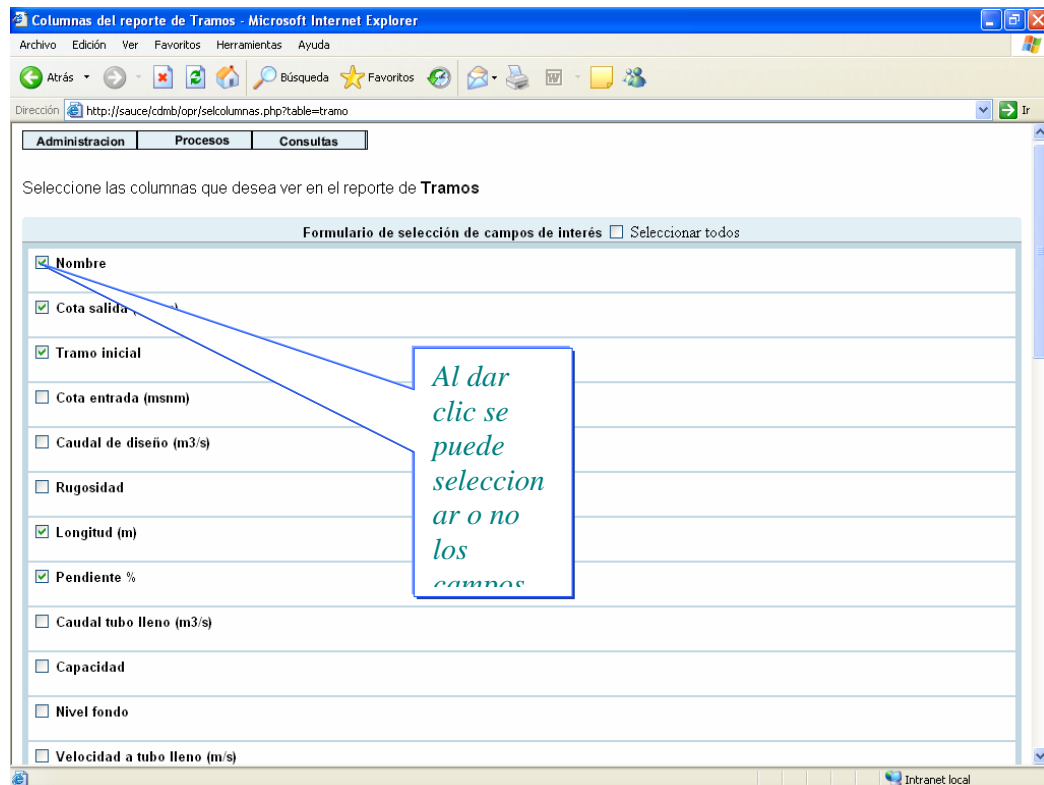 Columnas del reporte de Tramos - Microsoft Internet Explorer
Archivo Edición Ver Favoritos Herramientas Ayuda
Atrás Búsqueda Favoritos
Dirección http://sauce/cdmb/opr/selcolumnas.php?table=tramo Ir
Administracion Procesos Consultas
Seleccione las columnas que desea ver en el reporte de Tramos
Formulario de selección de campos de interés Seleccionar todos
Nombre
Cota salida
Tramo inicial
Cota entrada (msnm)
Caudal de diseño (m3/s)
Rugosidad
Longitud (m)
Pendiente %
Caudal tubo lleno (m3/s)
Capacidad
Nivel fondo
Velocidad a tubo lleno (m/s)
Al dar
clic se
puede
seleccion
ar o no
los
campos
Intranet local